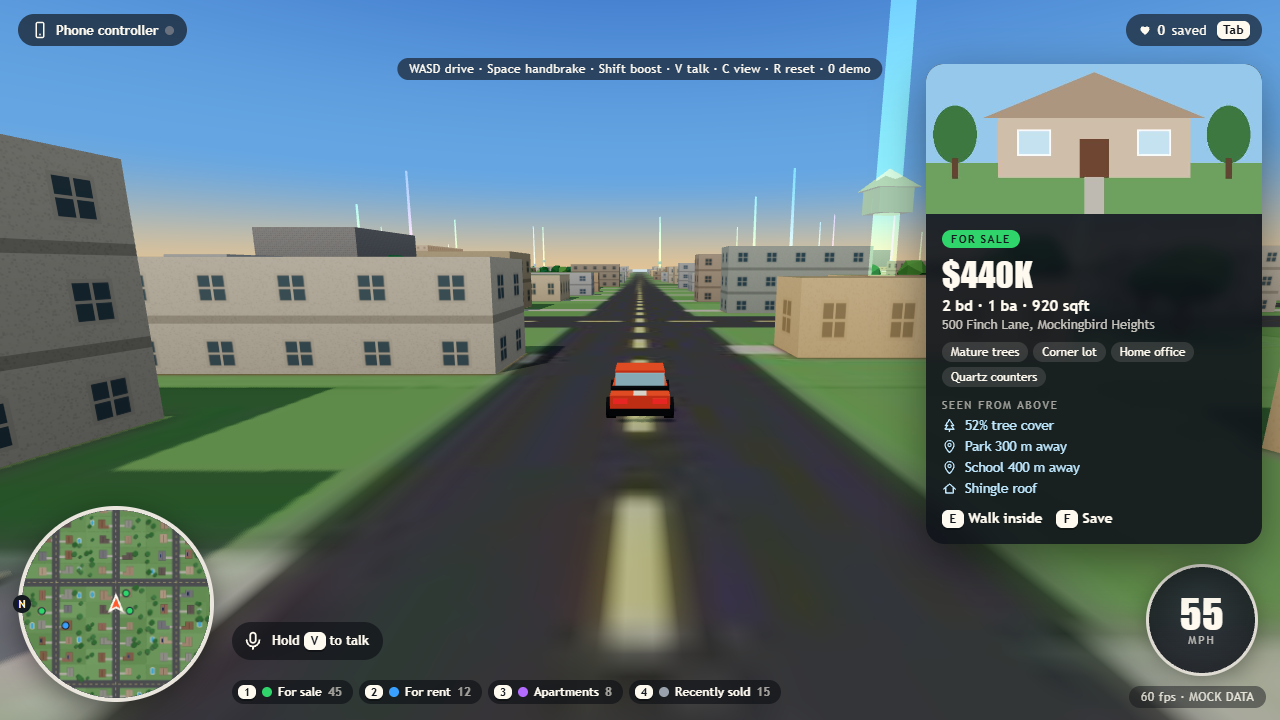 Phone controller
0 saved Tab
WASD drive · Space handbrake · Shift boost · V talk · C view · R reset · 0 demo
FOR SALE
$440K
2 bd · 1 ba · 920 sqft
500 Finch Lane, Mockingbird Heights
Mature trees Corner lot Home office
Quartz counters
SEEN FROM ABOVE
52% tree cover
Park 300 m away
School 400 m away
Shingle roof
E Walk inside F Save
N
Hold V to talk
55
MPH
1 For sale 45 2 For rent 12 3 Apartments 8 4 Recently sold 15
60 fps · MOCK DATA